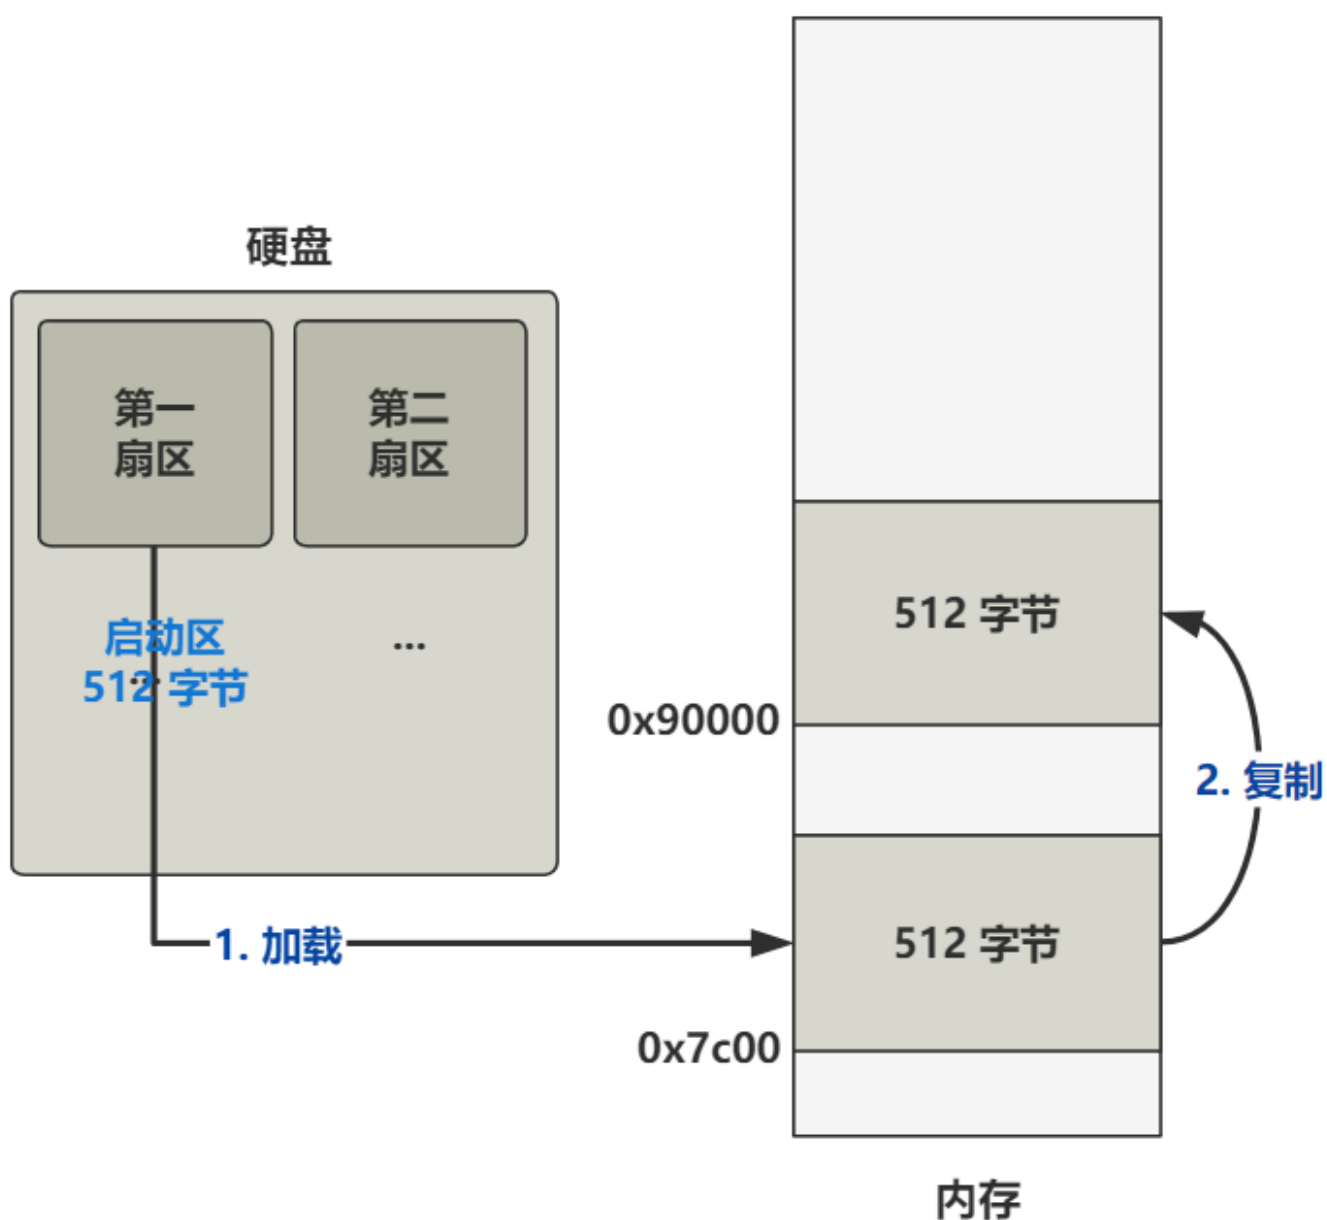 硬盘
第一
扇区
第二
扇区
启动区
512 字节
...
...
1. 加载
512 字节
0x90000
2. 复制
512 字节
0x7c00
内存